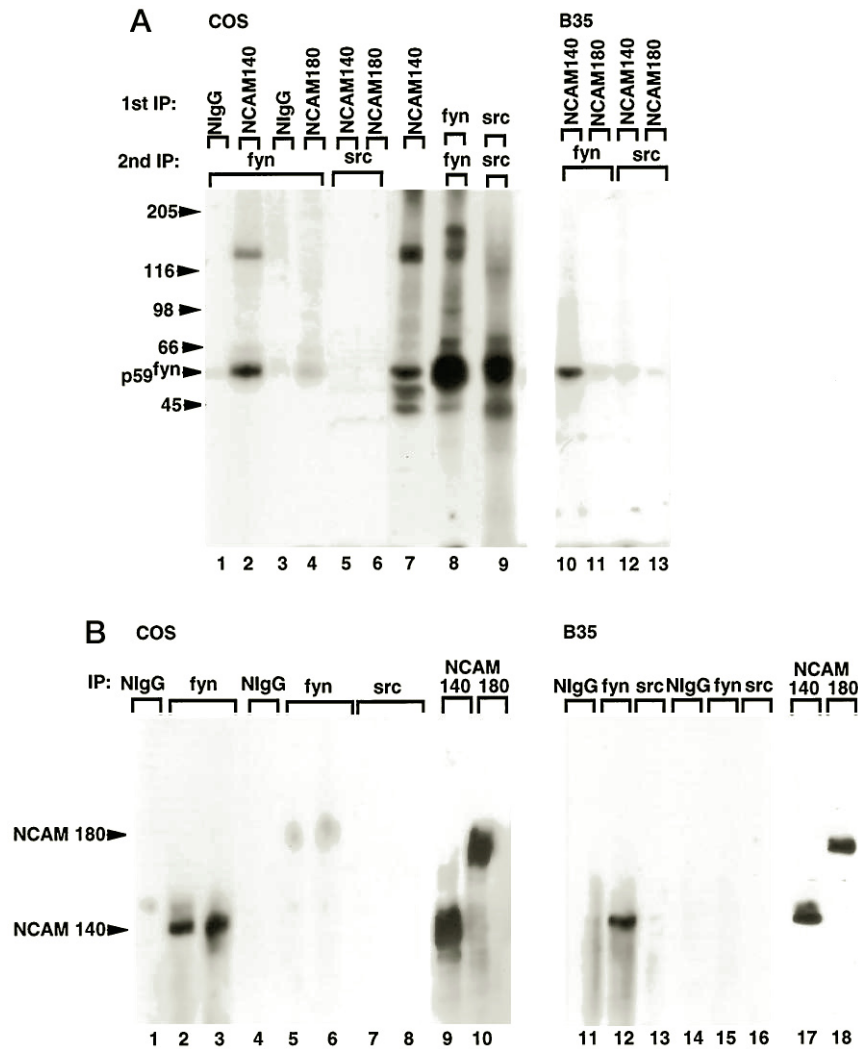 A COS B35
1st IP: NIgG NCAM140 NIgG NCAM180 NCAM140 NCAM180 NCAM140 fyn src NCAM140 NCAM180 NCAM140 NCAM180
2nd IP: fyn src fyn src fyn src
205
116
98
66
p59fyn
45
1 2 3 4 5 6 7 8 9 10 11 12 13
B COS B35
NCAM NCAM
IP: NIgG fyn NIgG fyn src 140 180 NIgG fyn src NIgG fyn src 140 180
NCAM 180
NCAM 140
1 2 3 4 5 6 7 8 9 10 11 12 13 14 15 16 17 18